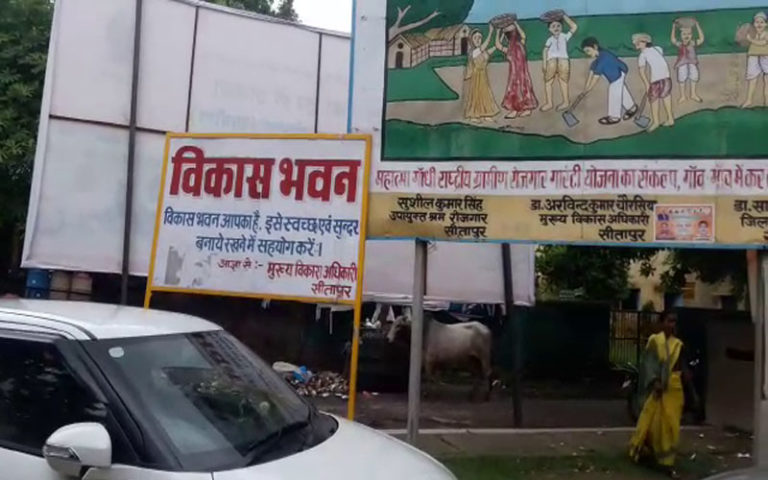 विकास भवन
विकास भवन आपका है, इसे स्वच्छ एवं सुन्दर
बनाये रखने में सहयोग करें।
आज्ञा से :- मुख्य विकास अधिकारी
सीतापुर
महात्मा गाँधी राष्ट्रीय ग्रामीण रोजगार गारंटी योजना का संकल्प, गाँव
सुशील कुमार सिंह
उपायुक्त श्रम रोजगार
सीतापुर
डा. अरविन्द कुमार चौरसिया
मुख्य विकास अधिकारी
सीतापुर
डा. सा
जिल